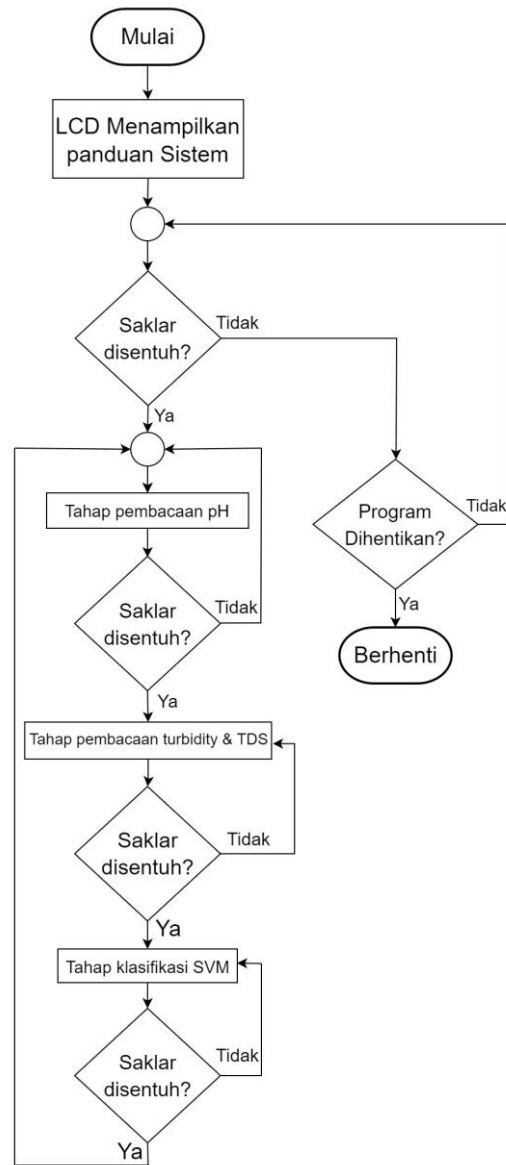 Mulai
LCD Menampilkan
panduan Sistem
Saklar
disentuh?
Tidak
Ya
Tahap pembacaan pH
Program
Dihentikan?
Tidak
Ya
Berhenti
Saklar
disentuh?
Tidak
Ya
Tahap pembacaan turbidity & TDS
Saklar
disentuh?
Tidak
Ya
Tahap klasifikasi SVM
Saklar
disentuh?
Tidak
Ya